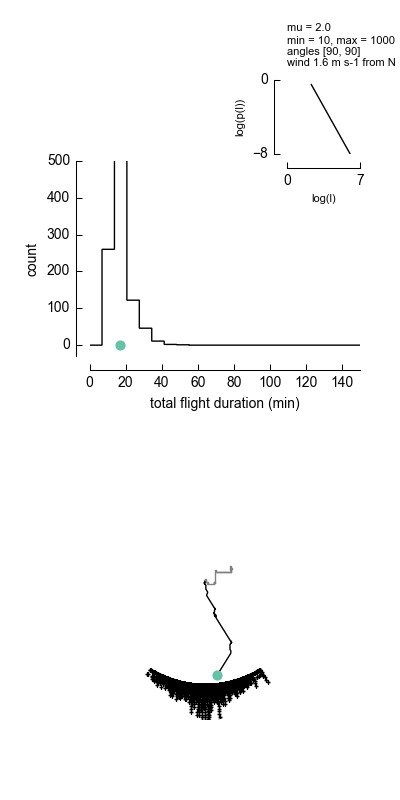 mu = 2.0
min = 10, max = 1000
angles [90, 90]
wind 1.6 m s-1 from N
0
log(p(l))
−8
0 7
log(l)
500
400
300
count
200
100
0
0 20 40 60 80 100 120 140
total flight duration (min)